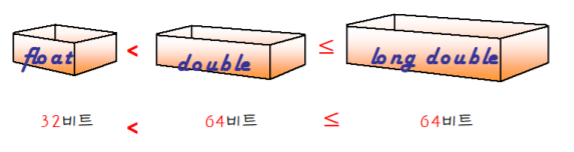 float < double ≤ long double
32비트 < 64비트 ≤ 64비트